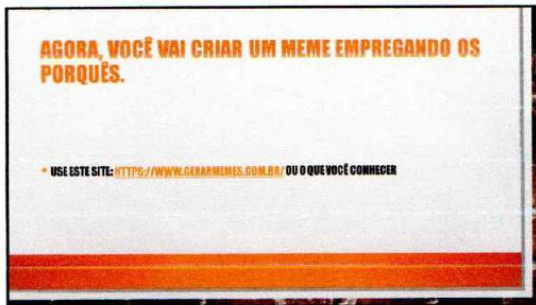 AGORA, VOCÊ VAI CRIAR UM MEME EMPREGANDO OS
PORQUÊS.
• USE ESTE SITE: HTTPS://WWW.GERARMEMES.COM.BR/ OU O QUE VOCÊ CONHECER